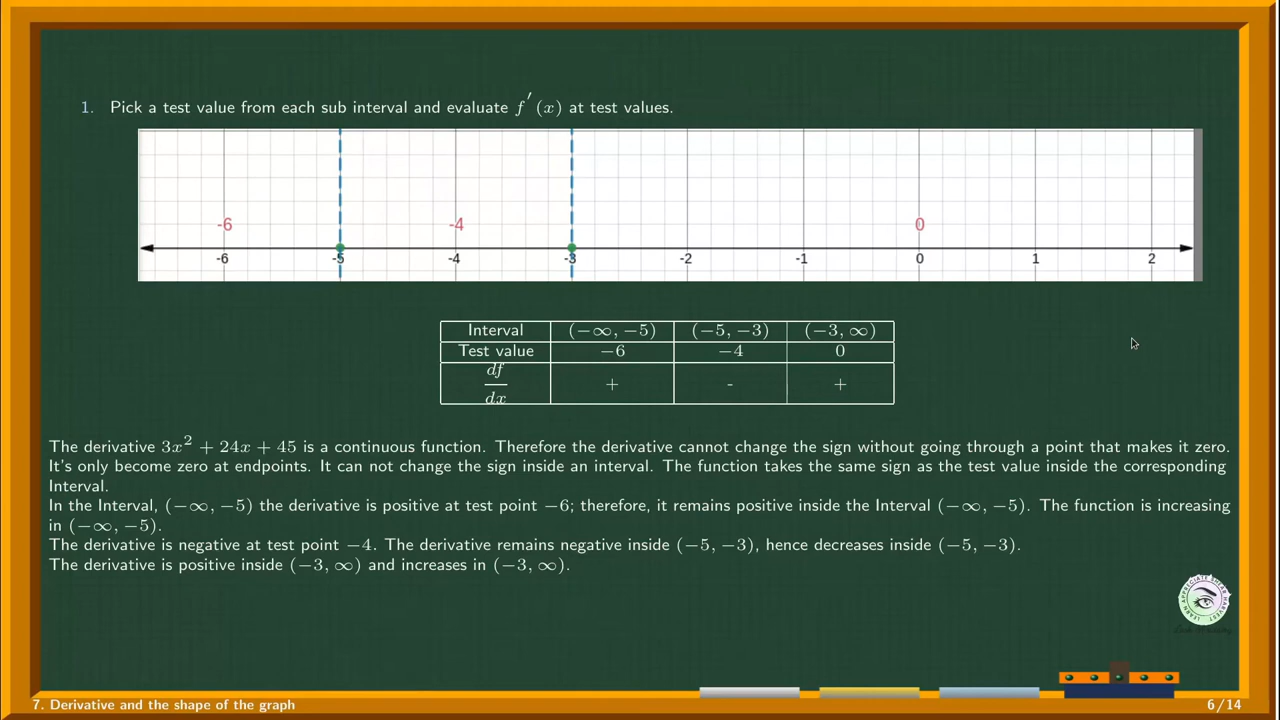 1. Pick a test value from each sub interval and evaluate f′(x) at test values.
-6 -4 0
-6 -5 -4 -3 -2 -1 0 1 2
Interval (−∞, −5) (−5, −3) (−3, ∞)
Test value −6 −4 0
df/dx + - +
The derivative 3x² + 24x + 45 is a continuous function. Therefore the derivative cannot change the sign without going through a point that makes it zero.
It's only become zero at endpoints. It can not change the sign inside an interval. The function takes the same sign as the test value inside the corresponding
Interval.
In the Interval, (−∞, −5) the derivative is positive at test point −6; therefore, it remains positive inside the Interval (−∞, −5). The function is increasing
in (−∞, −5).
The derivative is negative at test point −4. The derivative remains negative inside (−5, −3), hence decreases inside (−5, −3).
The derivative is positive inside (−3, ∞) and increases in (−3, ∞).
LEARN APPRECIATE SHARE HARVEST
7. Derivative and the shape of the graph
6/14